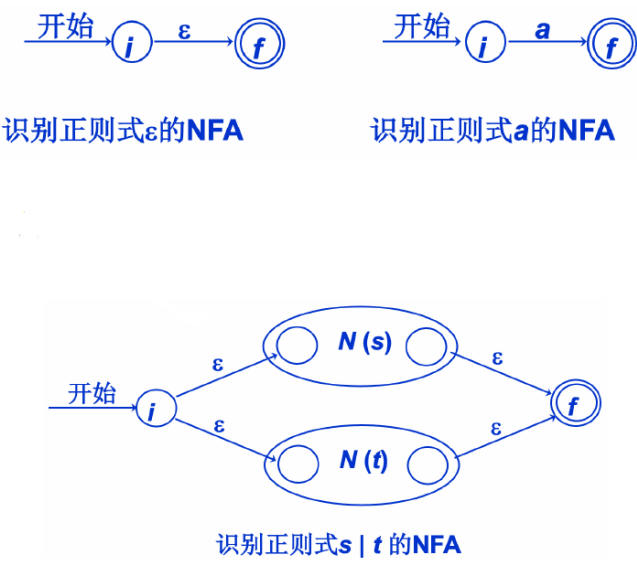 开始 i ε f
开始 i a f
识别正则式ε的NFA
识别正则式a的NFA
N (s)
ε ε
开始 i f
ε ε
N (t)
识别正则式s | t 的NFA